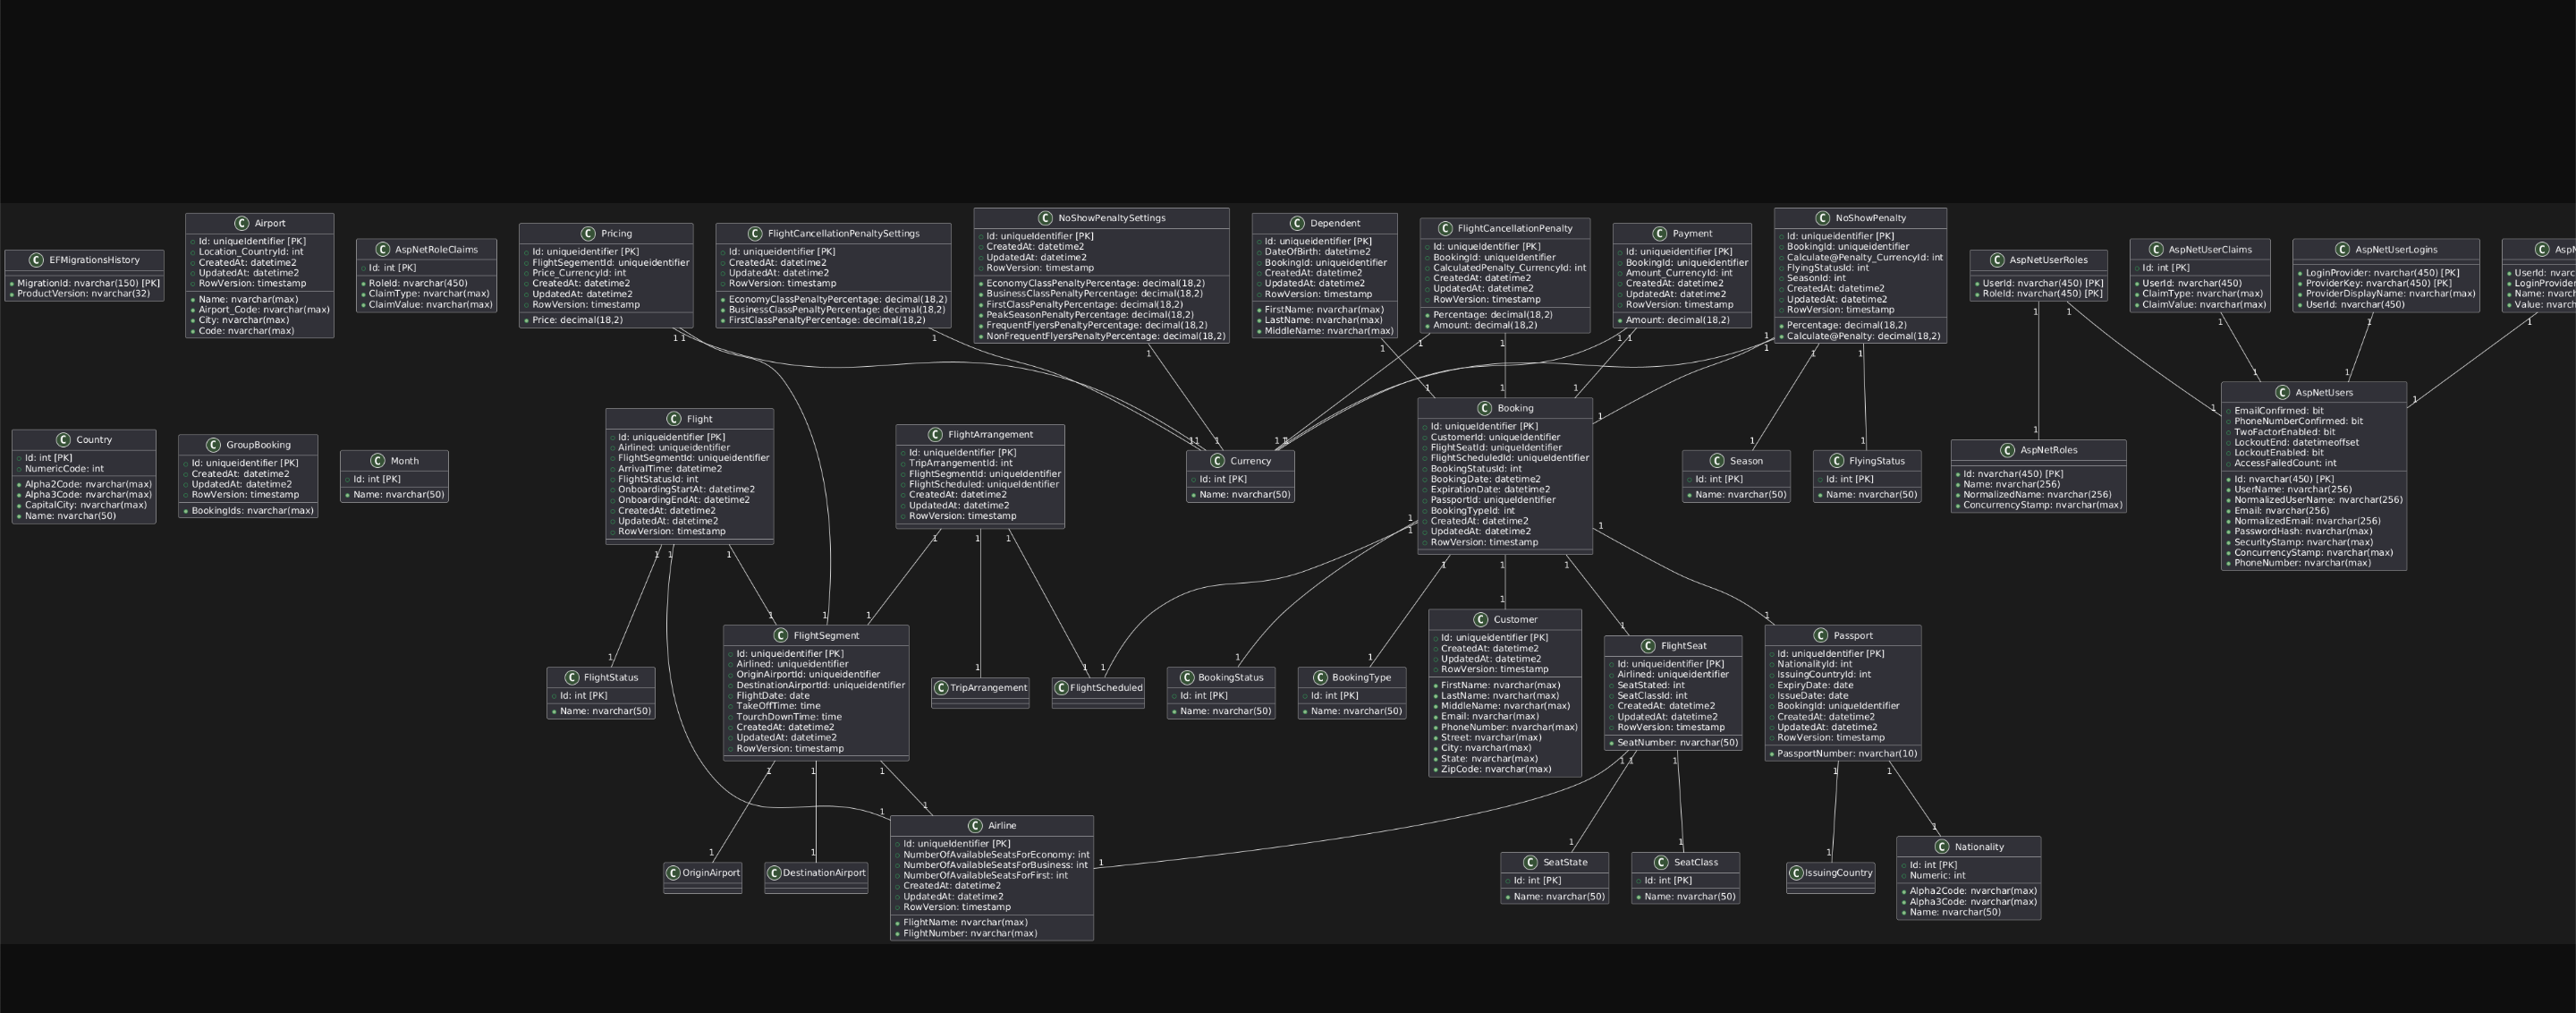 EFMigrationsHistory
MigrationId: nvarchar(150) [PK]
ProductVersion: nvarchar(32)
Airport
Id: uniqueIdentifier [PK]
Location_CountryId: int
CreatedAt: datetime2
UpdatedAt: datetime2
RowVersion: timestamp
Name: nvarchar(max)
Airport_Code: nvarchar(max)
City: nvarchar(max)
Code: nvarchar(max)
AspNetRoleClaims
Id: int [PK]
RoleId: nvarchar(450)
ClaimType: nvarchar(max)
ClaimValue: nvarchar(max)
Pricing
Id: uniqueidentifier [PK]
FlightSegementId: uniqueidentifier
Price_CurrencyId: int
CreatedAt: datetime2
UpdatedAt: datetime2
RowVersion: timestamp
Price: decimal(18,2)
FlightCancellationPenaltySettings
Id: uniqueidentifier [PK]
CreatedAt: datetime2
UpdatedAt: datetime2
RowVersion: timestamp
EconomyClassPenaltyPercentage: decimal(18,2)
BusinessClassPenaltyPercentage: decimal(18,2)
FirstClassPenaltyPercentage: decimal(18,2)
NoShowPenaltySettings
Id: uniqueIdentifier [PK]
CreatedAt: datetime2
UpdatedAt: datetime2
RowVersion: timestamp
EconomyClassPenaltyPercentage: decimal(18,2)
BusinessClassPenaltyPercentage: decimal(18,2)
FirstClassPenaltyPercentage: decimal(18,2)
PeakSeasonPenaltyPercentage: decimal(18,2)
FrequentFlyersPenaltyPercentage: decimal(18,2)
NonFrequentFlyersPenaltyPercentage: decimal(18,2)
Dependent
Id: uniqueidentifier [PK]
DateOfBirth: datetime2
BookingId: uniqueidentifier
CreatedAt: datetime2
UpdatedAt: datetime2
RowVersion: timestamp
FirstName: nvarchar(max)
LastName: nvarchar(max)
MiddleName: nvarchar(max)
FlightCancellationPenalty
Id: uniqueIdentifier [PK]
BookingId: uniqueIdentifier
CalculatedPenalty_CurrencyId: int
CreatedAt: datetime2
UpdatedAt: datetime2
RowVersion: timestamp
Percentage: decimal(18,2)
Amount: decimal(18,2)
Payment
Id: uniqueidentifier [PK]
BookingId: uniqueIdentifier
Amount_CurrencyId: int
CreatedAt: datetime2
UpdatedAt: datetime2
RowVersion: timestamp
Amount: decimal(18,2)
NoShowPenalty
Id: uniqueidentifier [PK]
BookingId: uniqueidentifier
Calculate@Penalty_CurrencyId: int
FlyingStatusId: int
SeasonId: int
CreatedAt: datetime2
UpdatedAt: datetime2
RowVersion: timestamp
Percentage: decimal(18,2)
Calculate@Penalty: decimal(18,2)
AspNetUserRoles
UserId: nvarchar(450) [PK]
RoleId: nvarchar(450) [PK]
AspNetUserClaims
Id: int [PK]
UserId: nvarchar(450)
ClaimType: nvarchar(max)
ClaimValue: nvarchar(max)
AspNetUserLogins
LoginProvider: nvarchar(450) [PK]
ProviderKey: nvarchar(450) [PK]
ProviderDisplayName: nvarchar(max)
UserId: nvarchar(450)
UserId:
Name:
Value:
Country
Id: int [PK]
NumericCode: int
Alpha2Code: nvarchar(max)
Alpha3Code: nvarchar(max)
CapitalCity: nvarchar(max)
Name: nvarchar(50)
GroupBooking
Id: uniqueidentifier [PK]
CreatedAt: datetime2
UpdatedAt: datetime2
RowVersion: timestamp
BookingIds: nvarchar(max)
Month
Id: int [PK]
Name: nvarchar(50)
Flight
Id: uniqueidentifier [PK]
Airlined: uniqueidentifier
FlightSegmentId: uniqueidentifier
ArrivalTime: datetime2
FlightStatusId: int
OnboardingStartAt: datetime2
OnboardingEndAt: datetime2
CreatedAt: datetime2
UpdatedAt: datetime2
RowVersion: timestamp
FlightArrangement
Id: uniqueIdentifier [PK]
TripArrangementId: int
FlightSegmentId: uniqueIdentifier
FlightScheduled: uniqueIdentifier
CreatedAt: datetime2
UpdatedAt: datetime2
RowVersion: timestamp
Currency
Id: int [PK]
Name: nvarchar(50)
Booking
Id: uniqueidentifier [PK]
CustomerId: uniqueIdentifier
FlightSeatId: uniqueIdentifier
FlightScheduledId: uniqueIdentifier
BookingStatusId: int
BookingDate: datetime2
ExpirationDate: datetime2
PassportId: uniqueIdentifier
BookingTypeId: int
CreatedAt: datetime2
UpdatedAt: datetime2
RowVersion: timestamp
Season
Id: int [PK]
Name: nvarchar(50)
FlyingStatus
Id: int [PK]
Name: nvarchar(50)
AspNetRoles
Id: nvarchar(450) [PK]
Name: nvarchar(256)
NormalizedName: nvarchar(256)
ConcurrencyStamp: nvarchar(max)
AspNetUsers
EmailConfirmed: bit
PhoneNumberConfirmed: bit
TwoFactorEnabled: bit
LockoutEnd: datetimeoffset
LockoutEnabled: bit
AccessFailedCount: int
Id: nvarchar(450) [PK]
UserName: nvarchar(256)
NormalizedUserName: nvarchar(256)
Email: nvarchar(256)
NormalizedEmail: nvarchar(256)
PasswordHash: nvarchar(max)
SecurityStamp: nvarchar(max)
ConcurrencyStamp: nvarchar(max)
PhoneNumber: nvarchar(max)
FlightStatus
Id: int [PK]
Name: nvarchar(50)
FlightSegment
Id: uniqueidentifier [PK]
Airlined: uniqueidentifier
OriginAirportId: uniqueidentifier
DestinationAirportId: uniqueidentifier
FlightDate: date
TakeOffTime: time
TourchDownTime: time
CreatedAt: datetime2
UpdatedAt: datetime2
RowVersion: timestamp
TripArrangement
FlightScheduled
BookingStatus
Id: int [PK]
Name: nvarchar(50)
BookingType
Id: int [PK]
Name: nvarchar(50)
Customer
Id: uniqueidentifier [PK]
CreatedAt: datetime2
UpdatedAt: datetime2
RowVersion: timestamp
FirstName: nvarchar(max)
LastName: nvarchar(max)
MiddleName: nvarchar(max)
Email: nvarchar(max)
PhoneNumber: nvarchar(max)
Street: nvarchar(max)
City: nvarchar(max)
State: nvarchar(max)
ZipCode: nvarchar(max)
FlightSeat
Id: uniqueidentifier [PK]
Airlined: uniqueidentifier
SeatStated: int
SeatClassId: int
CreatedAt: datetime2
UpdatedAt: datetime2
RowVersion: timestamp
SeatNumber: nvarchar(50)
Passport
Id: uniqueIdentifier [PK]
NationalityId: int
IssuingCountryId: int
ExpiryDate: date
IssueDate: date
BookingId: uniqueIdentifier
CreatedAt: datetime2
UpdatedAt: datetime2
RowVersion: timestamp
PassportNumber: nvarchar(10)
OriginAirport
DestinationAirport
Airline
Id: uniqueIdentifier [PK]
NumberOfAvailableSeatsForEconomy: int
NumberOfAvailableSeatsForBusiness: int
NumberOfAvailableSeatsForFirst: int
CreatedAt: datetime2
UpdatedAt: datetime2
RowVersion: timestamp
FlightName: nvarchar(max)
FlightNumber: nvarchar(max)
SeatState
Id: int [PK]
Name: nvarchar(50)
SeatClass
Id: int [PK]
Name: nvarchar(50)
IssuingCountry
Nationality
Id: int [PK]
Numeric: int
Alpha2Code: nvarchar(max)
Alpha3Code: nvarchar(max)
Name: nvarchar(50)